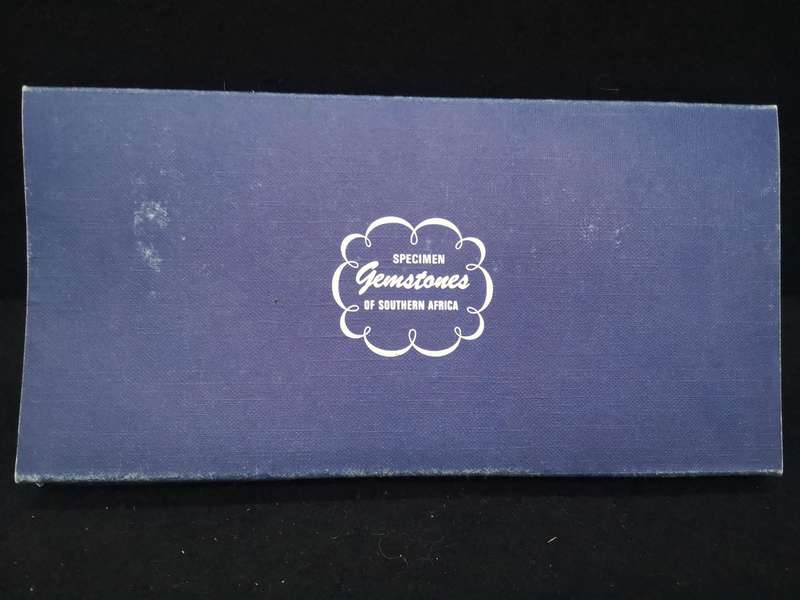 SPECIMEN
Gemstones
OF SOUTHERN AFRICA